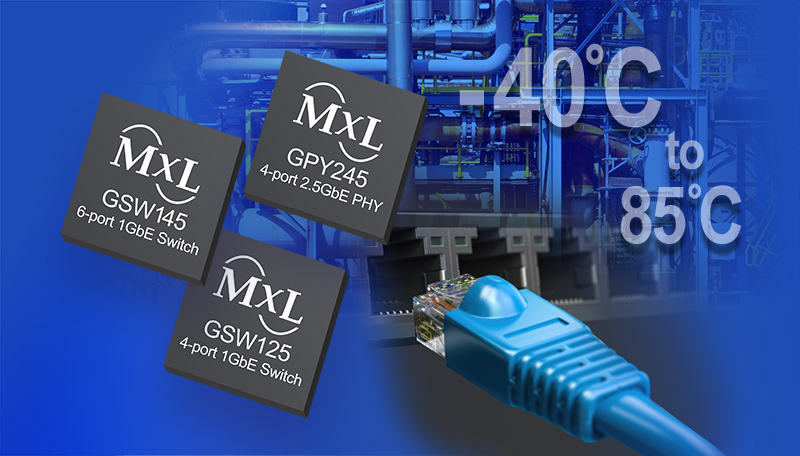 MxL
GSW145
6-port 1GbE Switch
MxL
GPY245
4-port 2.5GbE PHY
MxL
GSW125
4-port 1GbE Switch
-40°C
to
85°C